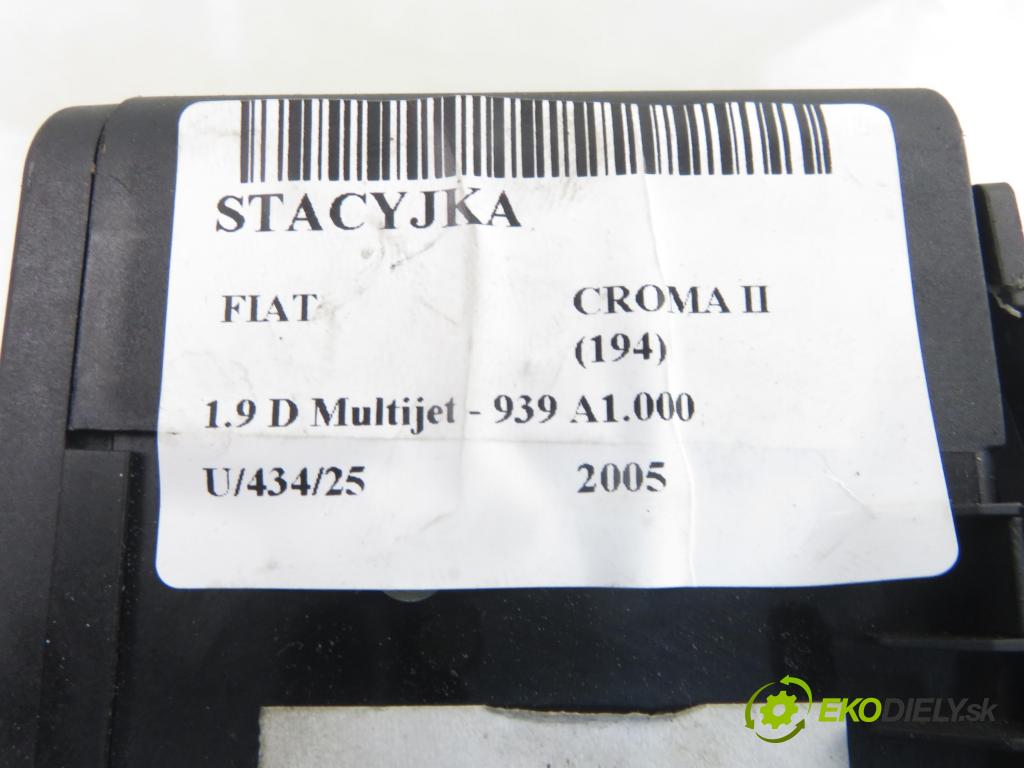 STACYJKA
FIAT CROMA II
(194)
1.9 D Multijet - 939 A1.000
U/434/25 2005
EKODIELY.sk